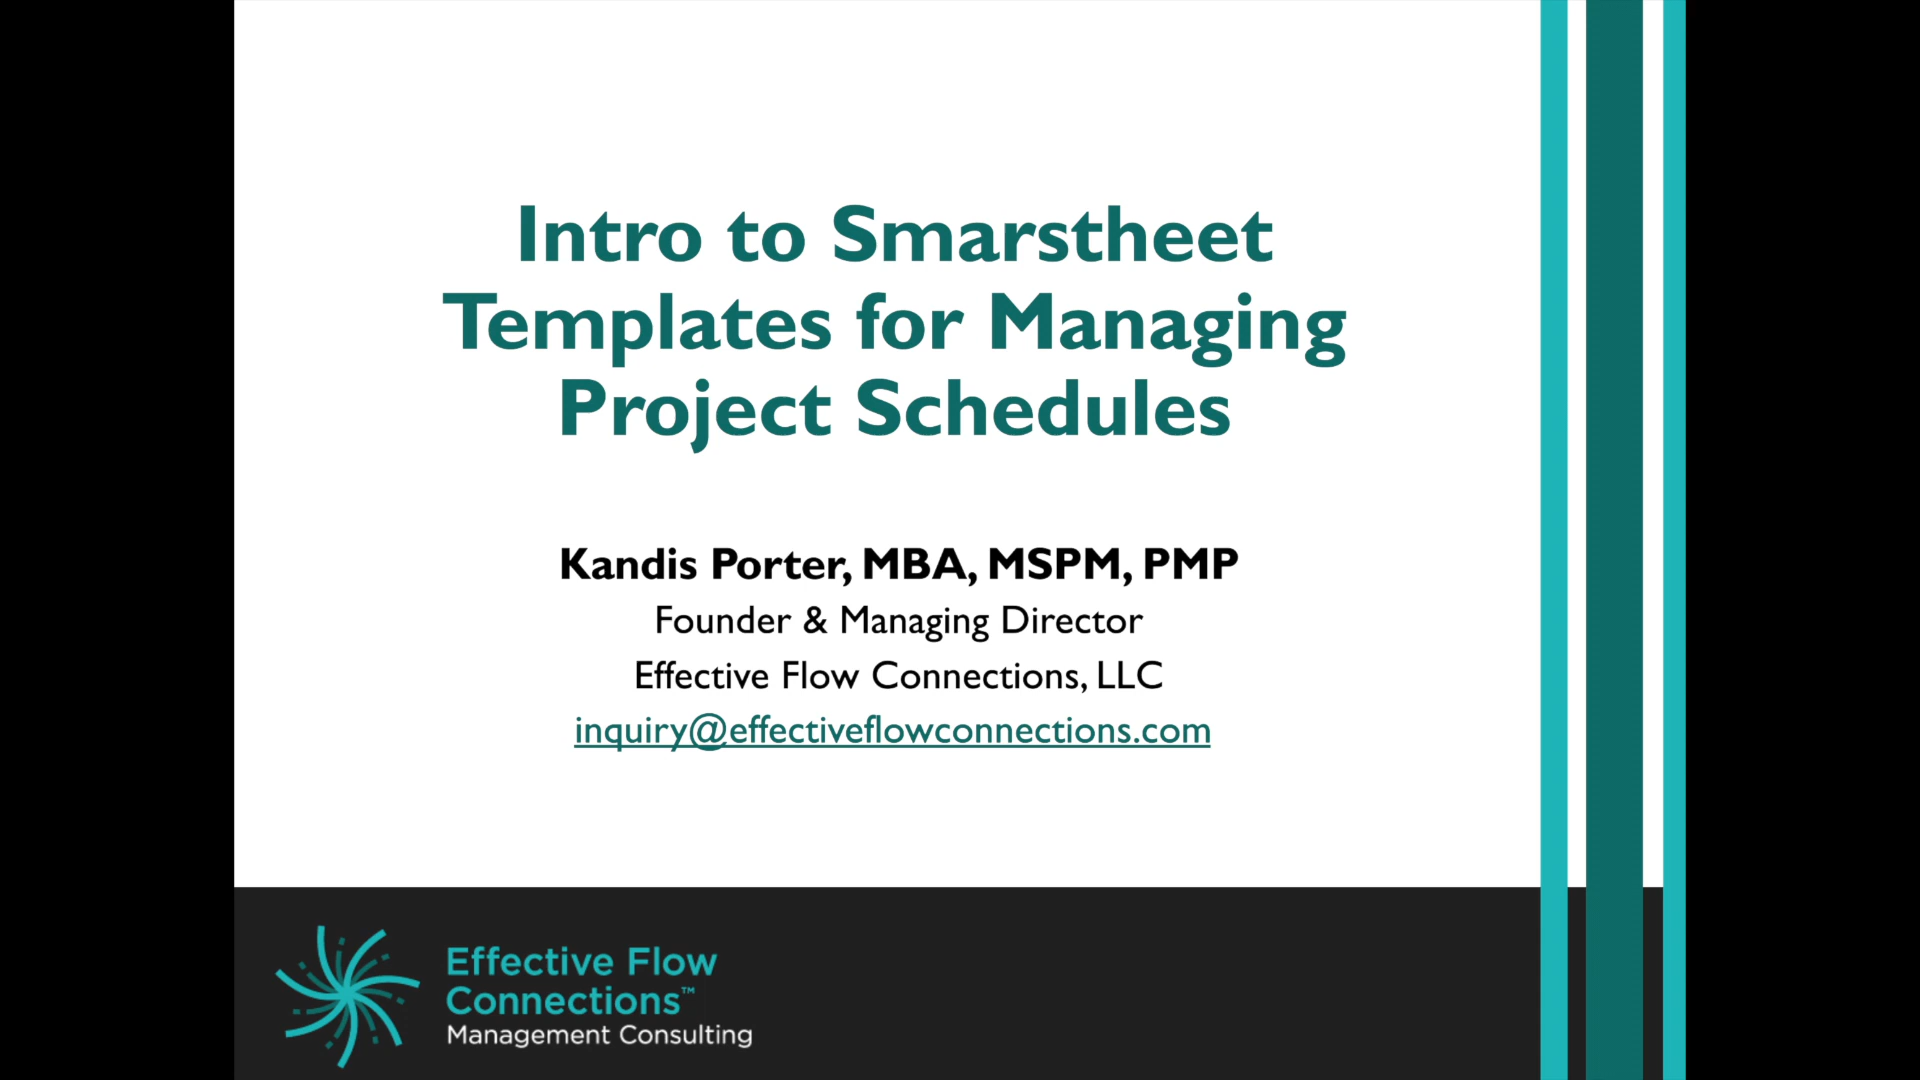 Intro to Smarstheet
Templates for Managing
Project Schedules
Kandis Porter, MBA, MSPM, PMP
Founder & Managing Director
Effective Flow Connections, LLC
inquiry@effectiveflowconnections.com
Effective Flow
Connections™
Management Consulting